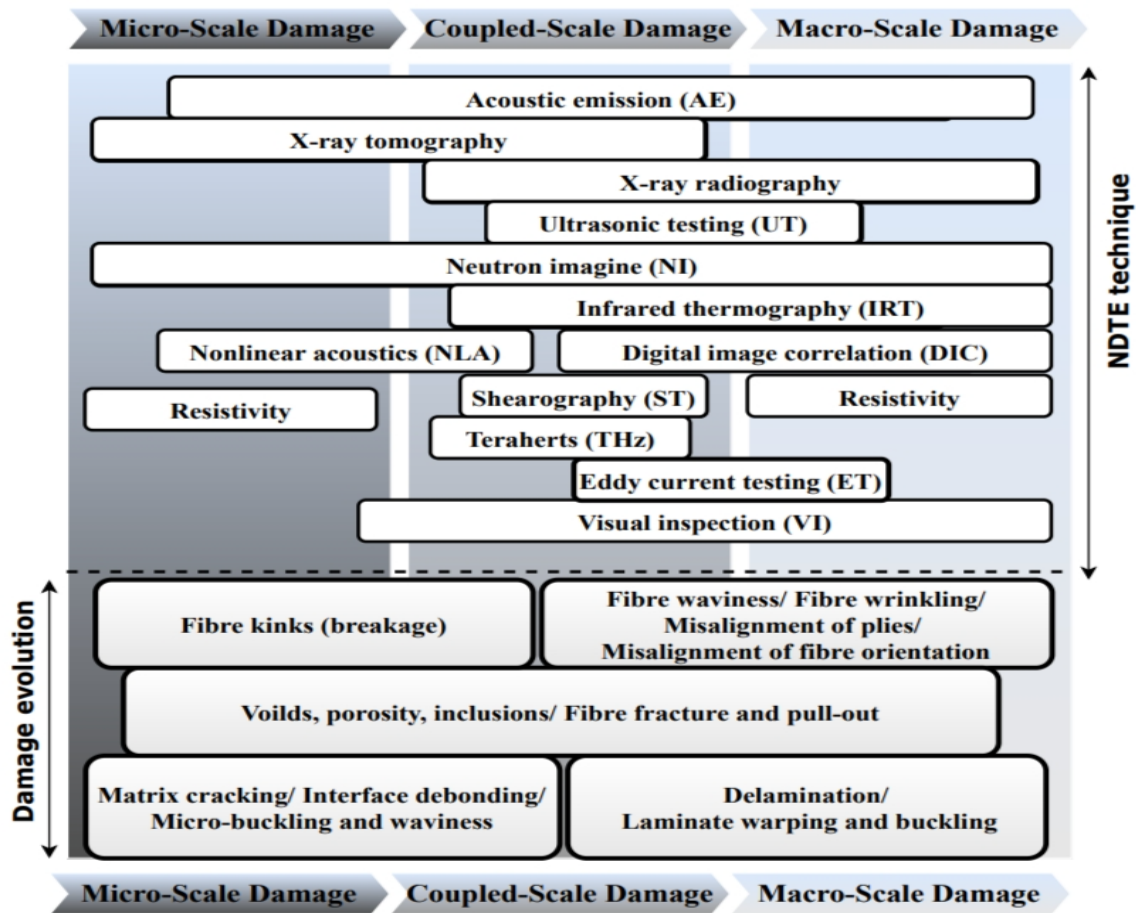 Micro-Scale Damage
Coupled-Scale Damage
Macro-Scale Damage
Acoustic emission (AE)
X-ray tomography
X-ray radiography
Ultrasonic testing (UT)
Neutron imagine (NI)
Infrared thermography (IRT)
Nonlinear acoustics (NLA)
Digital image correlation (DIC)
Resistivity
Shearography (ST)
Resistivity
Teraherts (THz)
Eddy current testing (ET)
Visual inspection (VI)
NDTE technique
Damage evolution
Fibre kinks (breakage)
Fibre waviness/ Fibre wrinkling/
Misalignment of plies/
Misalignment of fibre orientation
Voilds, porosity, inclusions/ Fibre fracture and pull-out
Matrix cracking/ Interface debonding/
Micro-buckling and waviness
Delamination/
Laminate warping and buckling
Micro-Scale Damage
Coupled-Scale Damage
Macro-Scale Damage